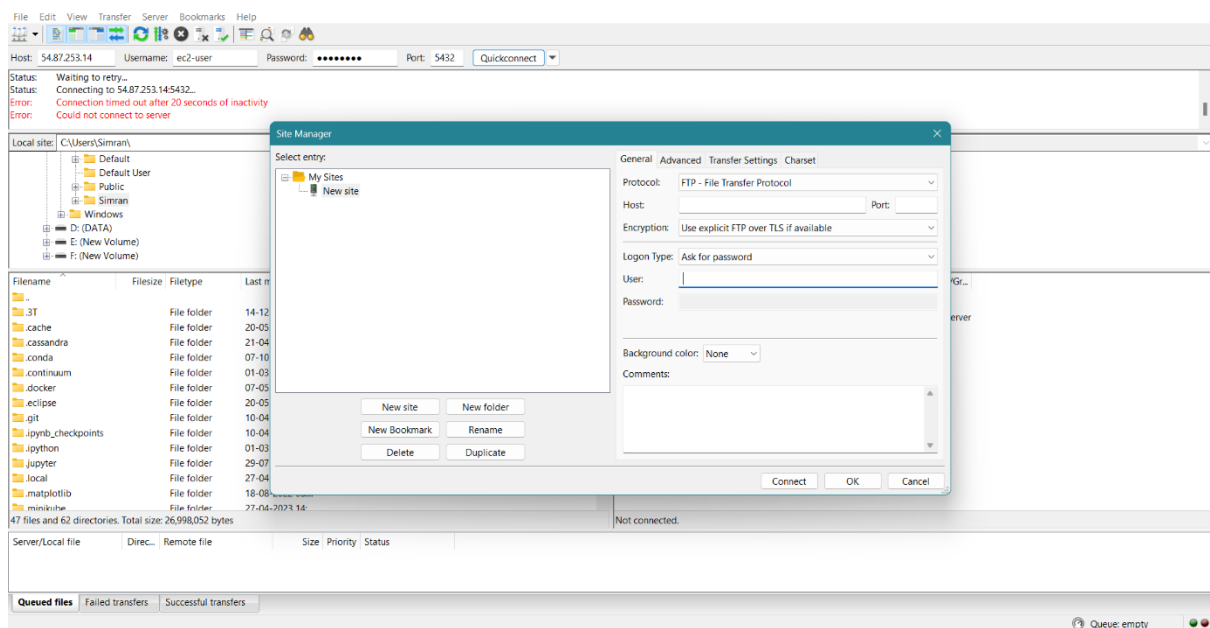 File Edit View Transfer Server Bookmarks Help
Host: 54.87.253.14 Username: ec2-user Password: ●●●●●●●● Port: 5432 Quickconnect
Status: Waiting to retry...
Status: Connecting to 54.87.253.14:5432...
Error: Connection timed out after 20 seconds of inactivity
Error: Could not connect to server
Local site: C:\Users\Simran\
Default
Default User
Public
Simran
Windows
D: (DATA)
E: (New Volume)
F: (New Volume)
Filename Filesize Filetype Last m
..
.3T File folder 14-12
.cache File folder 20-05
.cassandra File folder 21-04
.conda File folder 07-10
.continuum File folder 01-03
.docker File folder 07-05
.eclipse File folder 20-05
.git File folder 10-04
.ipynb_checkpoints File folder 10-04
.ipython File folder 01-03
.jupyter File folder 29-07
.local File folder 27-04
.matplotlib File folder 18-08-2022
.minikube File folder 27-04-2023 14:
47 files and 62 directories. Total size: 26,998,052 bytes
Site Manager
Select entry:
My Sites
New site
New site New folder
New Bookmark Rename
Delete Duplicate
General Advanced Transfer Settings Charset
Protocol: FTP - File Transfer Protocol
Host: Port:
Encryption: Use explicit FTP over TLS if available
Logon Type: Ask for password
User:
Password:
Background color: None
Comments:
Connect OK Cancel
/Gr...
erver
Not connected.
Server/Local file Direc... Remote file Size Priority Status
Queued files Failed transfers Successful transfers
Queue: empty